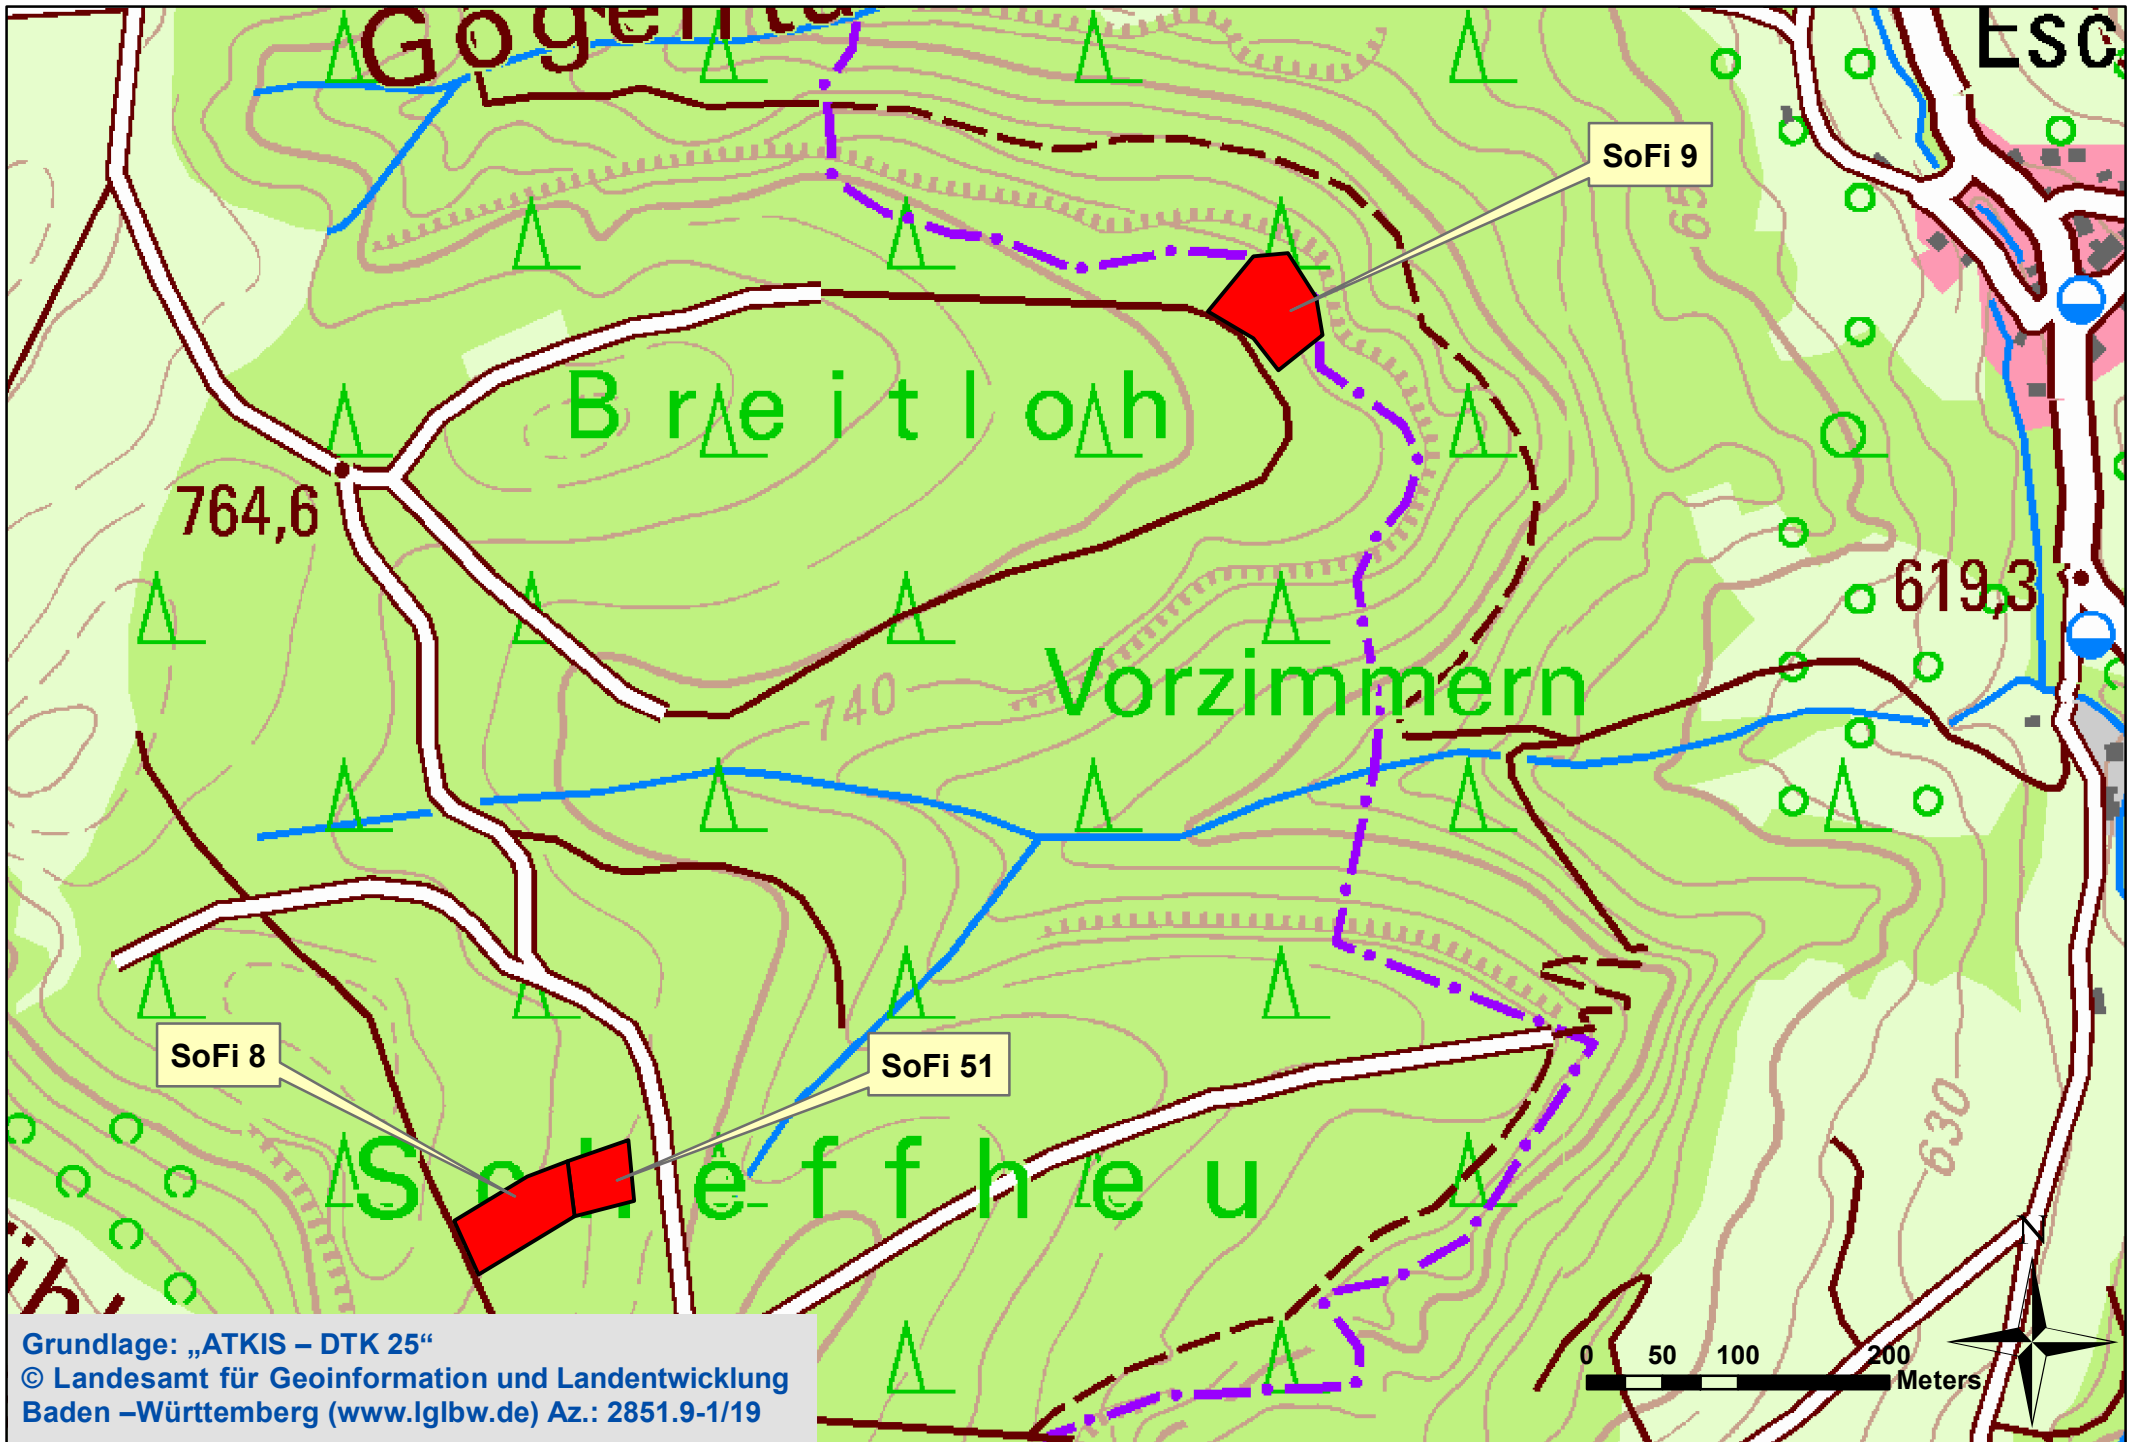 Esc
SoFi 9
65
Breitloh
764,6
619,3
Vorzimmern
740
SoFi 8
SoFi 51
Scheffheu
630
N
0 50 100 200
Meters
Grundlage: „ATKIS – DTK 25“
© Landesamt für Geoinformation und Landentwicklung
Baden –Württemberg (www.lglbw.de) Az.: 2851.9-1/19